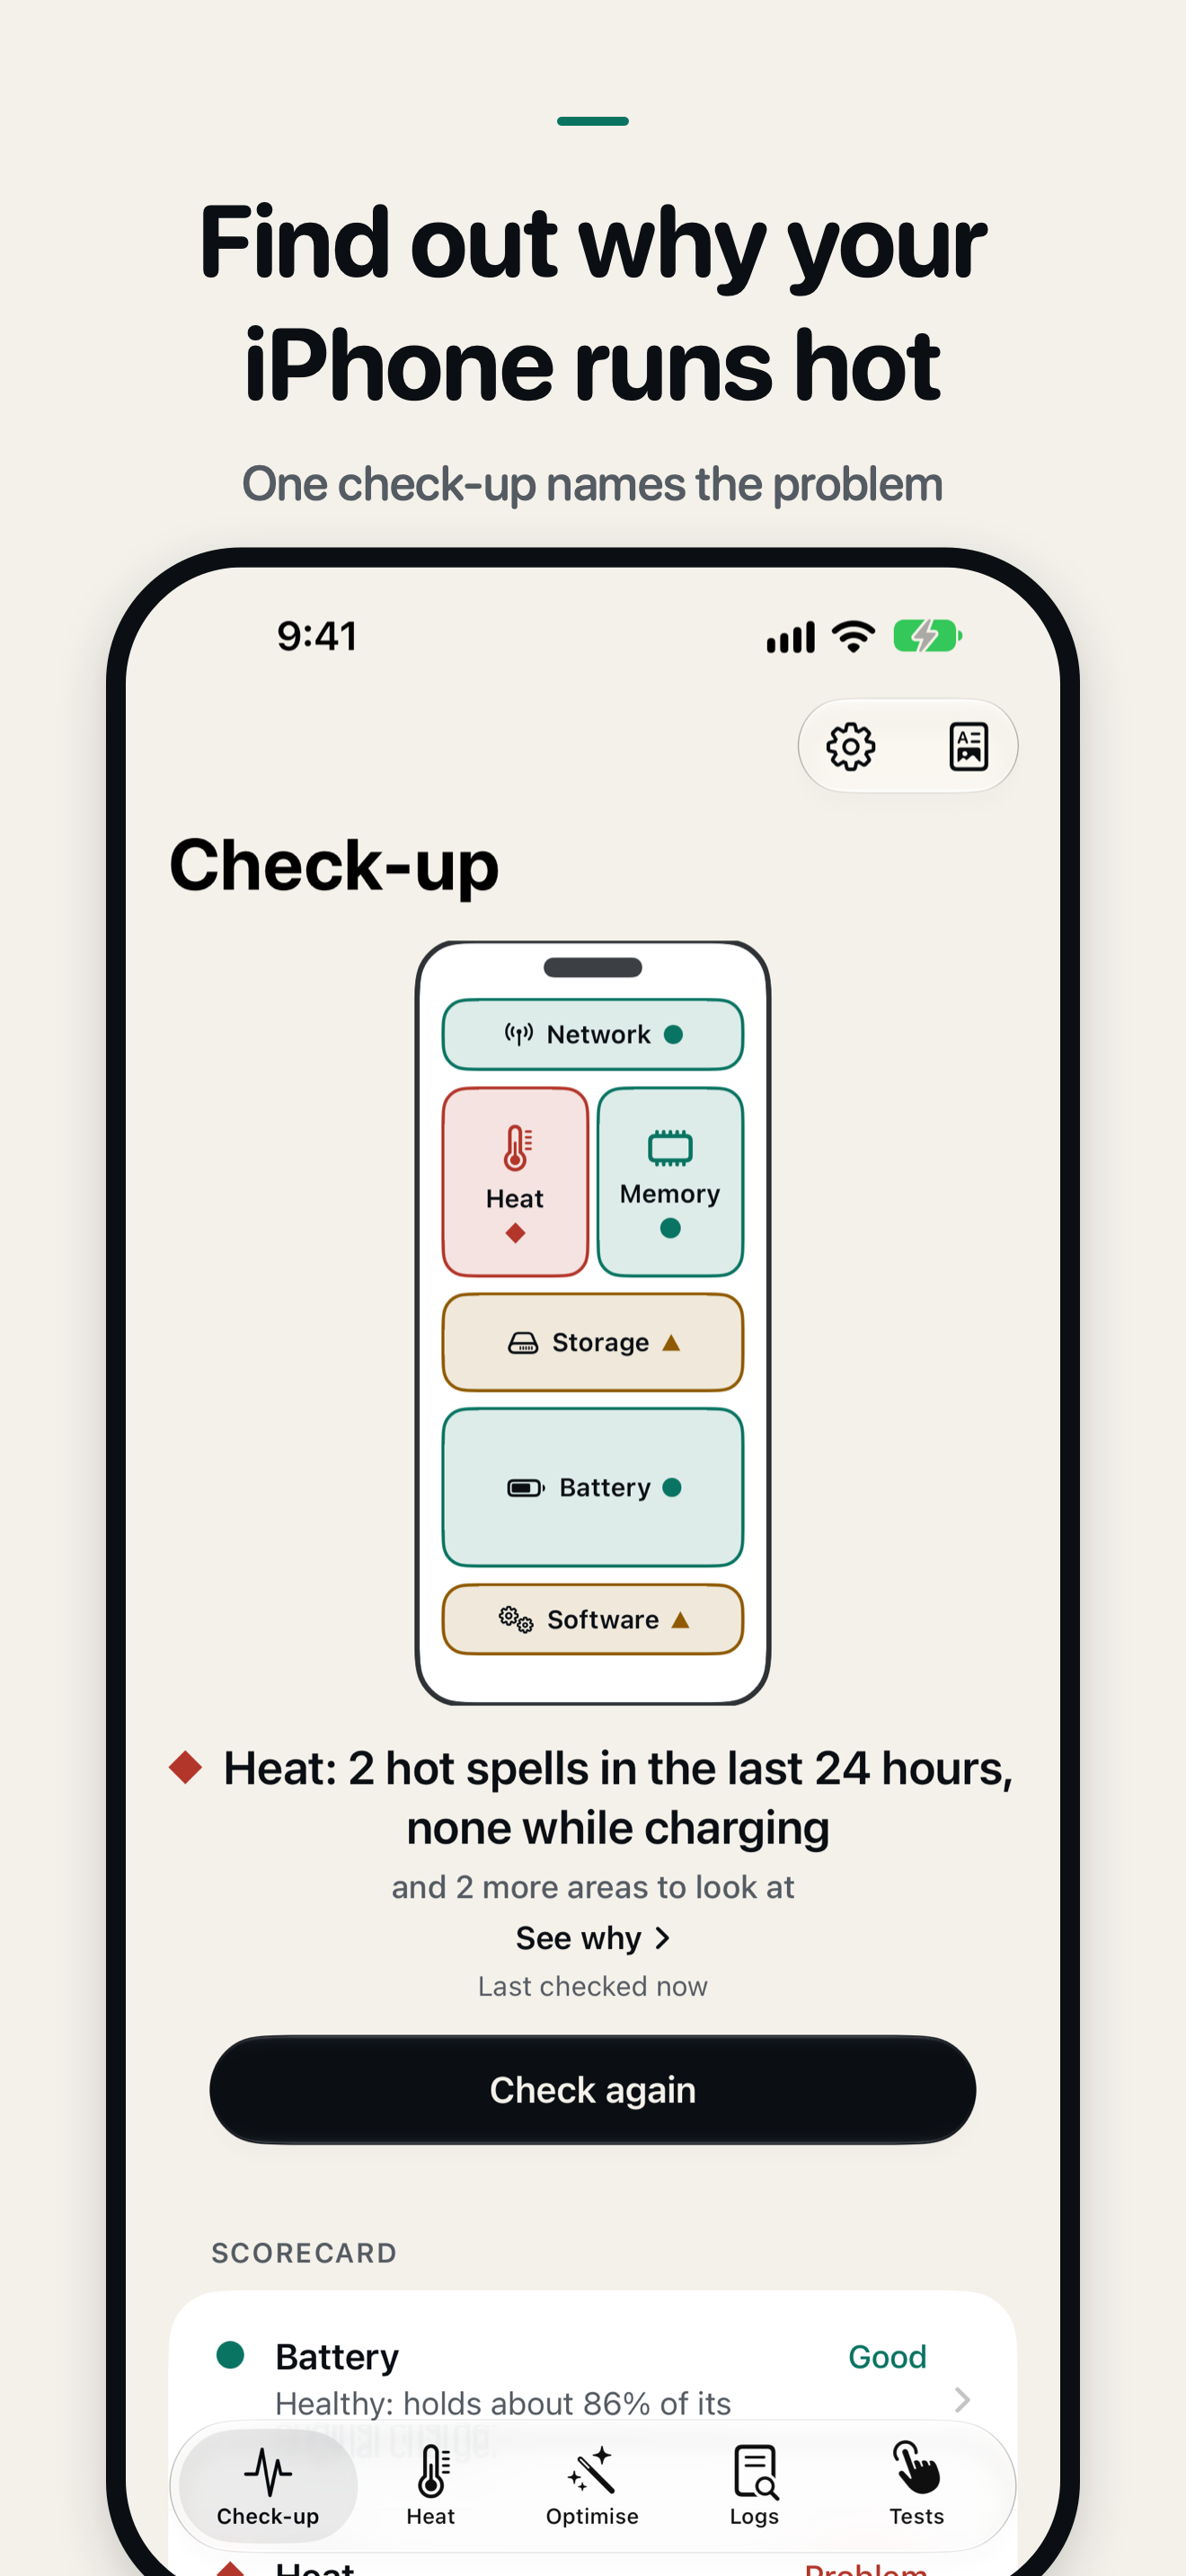 Find out why your
iPhone runs hot
One check-up names the problem
9:41
Check-up
Network
Heat
Memory
Storage
Battery
Software
Heat: 2 hot spells in the last 24 hours,
none while charging
and 2 more areas to look at
See why
Last checked now
Check again
SCORECARD
Battery
Good
Healthy: holds about 86% of its
Check-up
Heat
Optimise
Logs
Tests
Heat
Problem